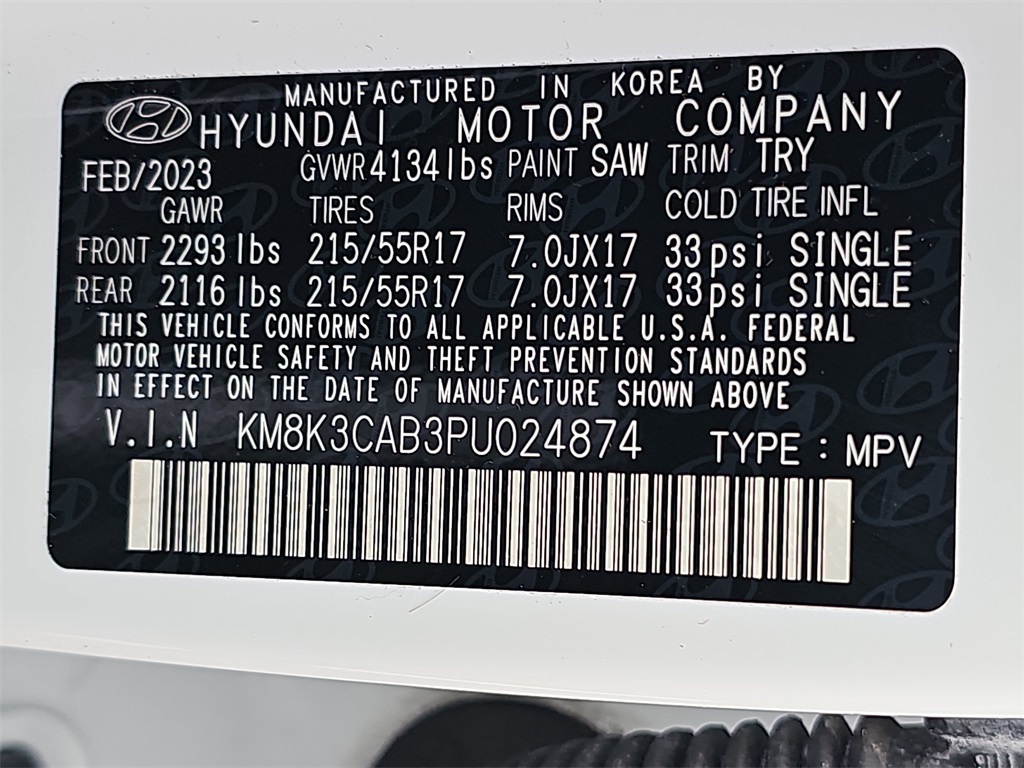 MANUFACTURED IN KOREA BY
HYUNDAI MOTOR COMPANY
FEB/2023 GVWR 4134lbs PAINT SAW TRIM TRY
GAWR TIRES RIMS COLD TIRE INFL
FRONT 2293 lbs 215/55R17 7.0JX17 33psi SINGLE
REAR 2116 lbs 215/55R17 7.0JX17 33psi SINGLE
THIS VEHICLE CONFORMS TO ALL APPLICABLE U.S.A. FEDERAL
MOTOR VEHICLE SAFETY AND THEFT PREVENTION STANDARDS
IN EFFECT ON THE DATE OF MANUFACTURE SHOWN ABOVE
V.I.N KM8K3CAB3PU024874 TYPE : MPV